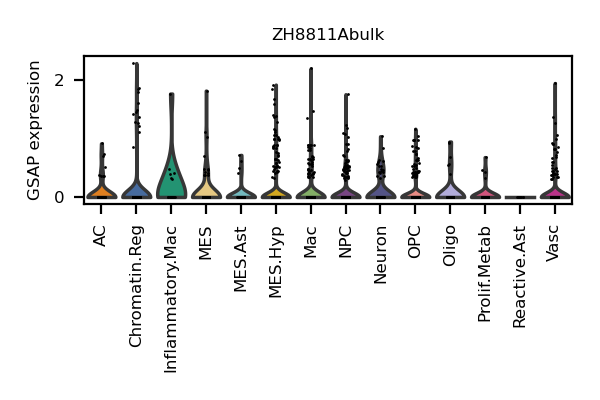 ZH8811Abulk
GSAP expression
2
0
AC
Chromatin.Reg
Inflammatory.Mac
MES
MES.Ast
MES.Hyp
Mac
NPC
Neuron
OPC
Oligo
Prolif.Metab
Reactive.Ast
Vasc